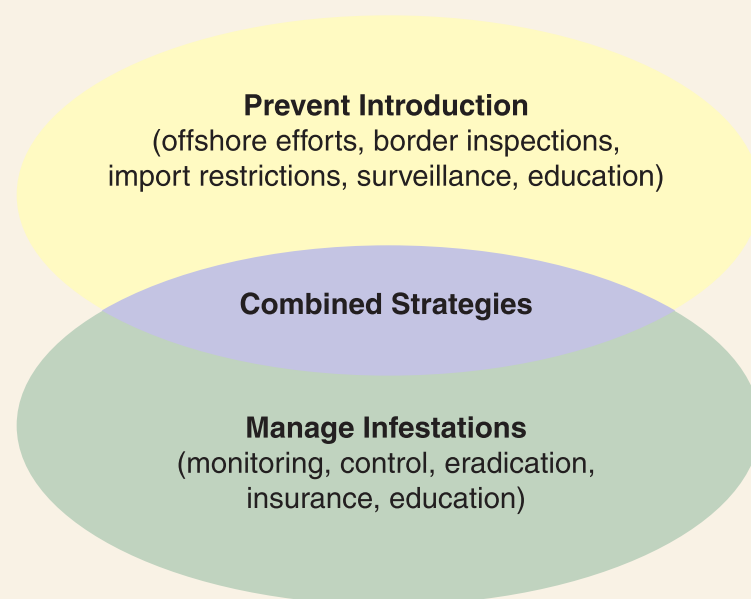 Prevent Introduction
(offshore efforts, border inspections,
import restrictions, surveillance, education)
Combined Strategies
Manage Infestations
(monitoring, control, eradication,
insurance, education)